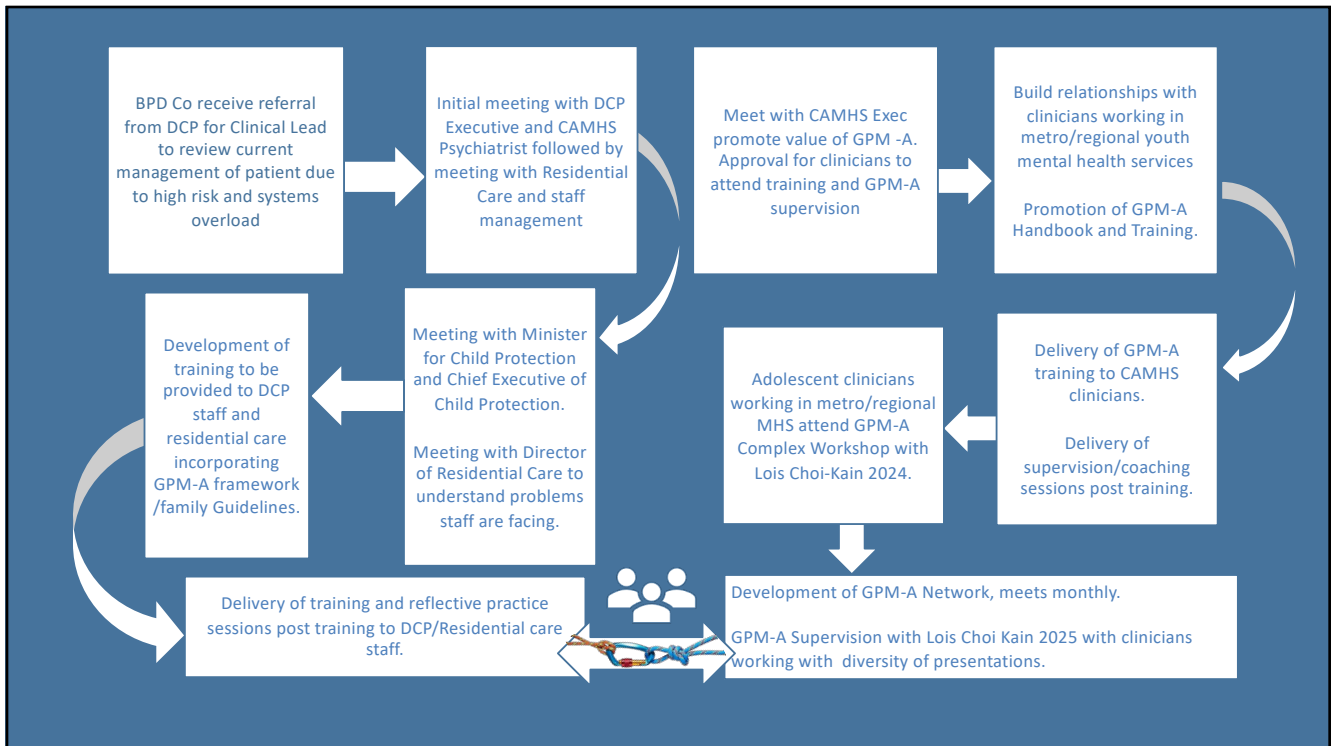 BPD Co receive referral
from DCP for Clinical Lead
to review current
management of patient due
to high risk and systems
overload
Initial meeting with DCP
Executive and CAMHS
Psychiatrist followed by
meeting with Residential
Care and staff
management
Meeting with Minister
for Child Protection
and Chief Executive of
Child Protection.
Meeting with Director
of Residential Care to
understand problems
staff are facing.
Development of
training to be
provided to DCP
staff and
residential care
incorporating
GPM-A framework
/family Guidelines.
Delivery of training and reflective practice
sessions post training to DCP/Residential care
staff.
Meet with CAMHS Exec
promote value of GPM -A.
Approval for clinicians to
attend training and GPM-A
supervision
Build relationships with
clinicians working in
metro/regional youth
mental health services
Promotion of GPM-A
Handbook and Training.
Delivery of GPM-A
training to CAMHS
clinicians.
Delivery of
supervision/coaching
sessions post training.
Adolescent clinicians
working in metro/regional
MHS attend GPM-A
Complex Workshop with
Lois Choi-Kain 2024.
Development of GPM-A Network, meets monthly.
GPM-A Supervision with Lois Choi Kain 2025 with clinicians
working with  diversity of presentations.